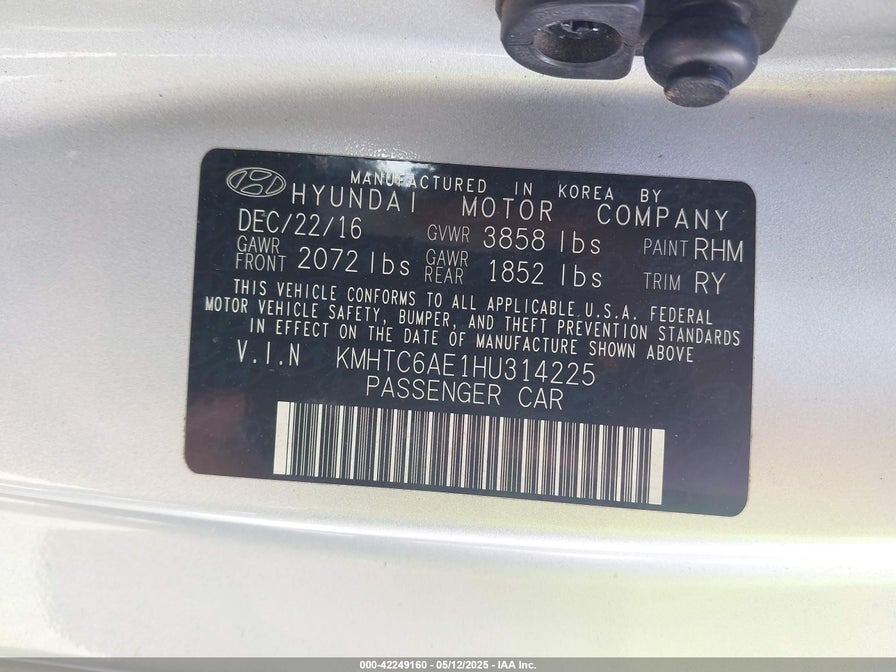 MANUFACTURED IN KOREA BY
HYUNDAI MOTOR COMPANY
DEC/22/16 GVWR 3858 lbs PAINT RHM
GAWR FRONT 2072 lbs GAWR REAR 1852 lbs TRIM RY
THIS VEHICLE CONFORMS TO ALL APPLICABLE U.S.A. FEDERAL
MOTOR VEHICLE SAFETY, BUMPER, AND THEFT PREVENTION STANDARDS
IN EFFECT ON THE DATE OF MANUFACTURE SHOWN ABOVE
V.I.N KMHTC6AE1HU314225
PASSENGER CAR
000-42249160 - 05/12/2025 - IAA Inc.